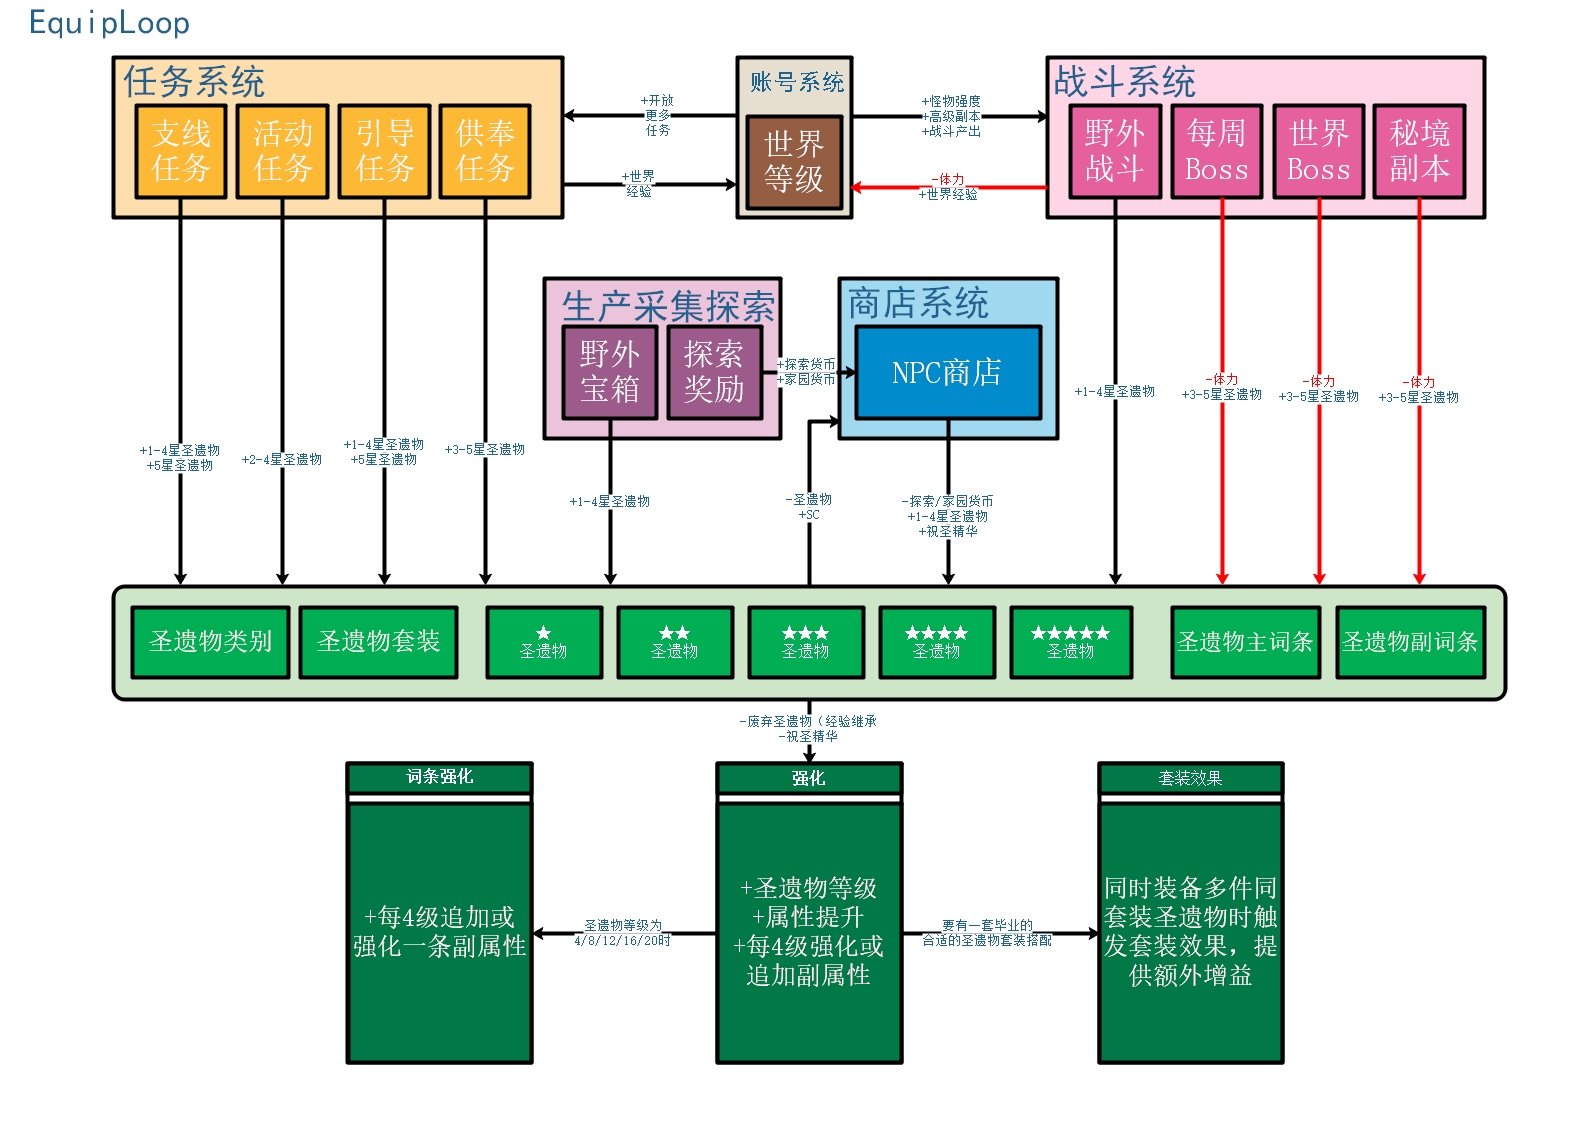 EquipLoop
任务系统
支线
任务
活动
任务
引导
任务
供奉
任务
+开放
更多
任务
+世界
经验
账号系统
世界
等级
+怪物强度
+高级副本
+战斗产出
-体力
+世界经验
战斗系统
野外
战斗
每周
Boss
世界
Boss
秘境
副本
生产采集探索
野外
宝箱
探索
奖励
+探索货币
+家园货币
商店系统
NPC商店
+1-4星圣遗物
+5星圣遗物
+2-4星圣遗物
+1-4星圣遗物
+5星圣遗物
+3-5星圣遗物
+1-4星圣遗物
-圣遗物
+SC
-探索/家园货币
+1-4星圣遗物
+祝圣精华
+1-4星圣遗物
-体力
+3-5星圣遗物
-体力
+3-5星圣遗物
-体力
+3-5星圣遗物
圣遗物类别
圣遗物套装
★
圣遗物
★★
圣遗物
★★★
圣遗物
★★★★
圣遗物
★★★★★
圣遗物
圣遗物主词条
圣遗物副词条
-废弃圣遗物（经验继承
-祝圣精华
词条强化
+每4级追加或
强化一条副属性
圣遗物等级为
4/8/12/16/20时
强化
+圣遗物等级
+属性提升
+每4级强化或
追加副属性
要有一套毕业的
合适的圣遗物套装搭配
套装效果
同时装备多件同
套装圣遗物时触
发套装效果，提
供额外增益